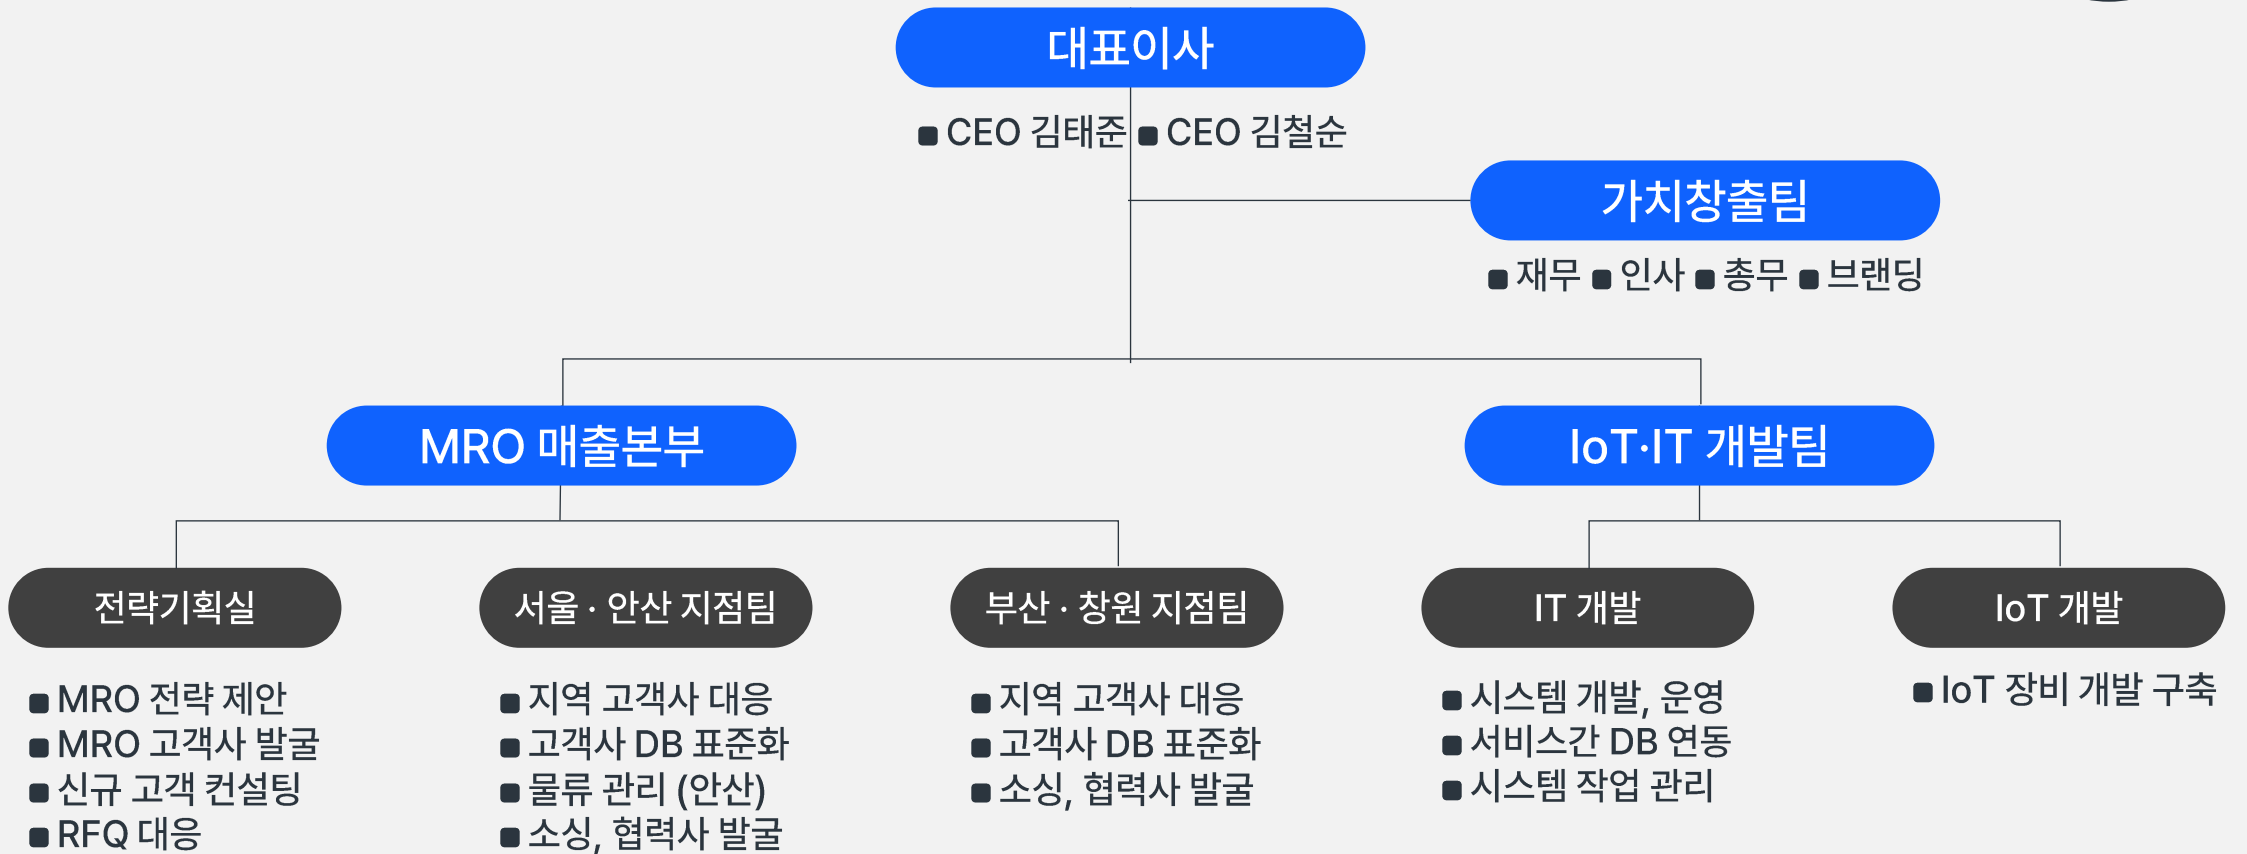 대표이사
■ CEO 김태준 ■ CEO 김철순
가치창출팀
■ 재무 ■ 인사 ■ 총무 ■ 브랜딩
MRO 매출본부
IoT·IT 개발팀
전략기획실
■ MRO 전략 제안
■ MRO 고객사 발굴
■ 신규 고객 컨설팅
■ RFQ 대응
서울 · 안산 지점팀
■ 지역 고객사 대응
■ 고객사 DB 표준화
■ 물류 관리 (안산)
■ 소싱, 협력사 발굴
부산 · 창원 지점팀
■ 지역 고객사 대응
■ 고객사 DB 표준화
■ 소싱, 협력사 발굴
IT 개발
■ 시스템 개발, 운영
■ 서비스간 DB 연동
■ 시스템 작업 관리
IoT 개발
■ IoT 장비 개발 구축